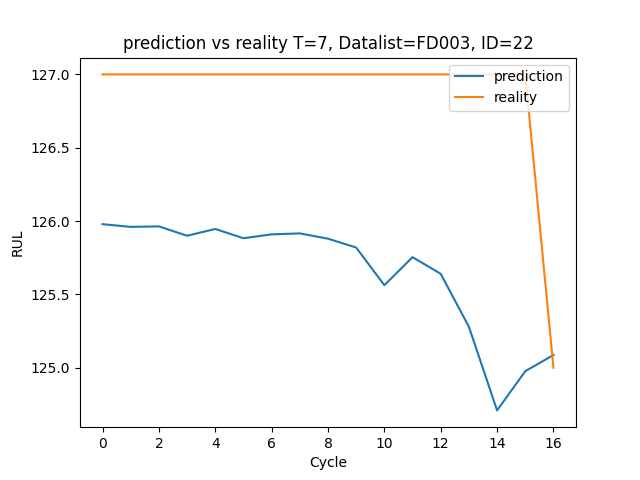 prediction vs reality T=7, Datalist=FD003, ID=22
prediction
reality
127.0
126.5
126.0
125.5
125.0
RUL
0 2 4 6 8 10 12 14 16
Cycle